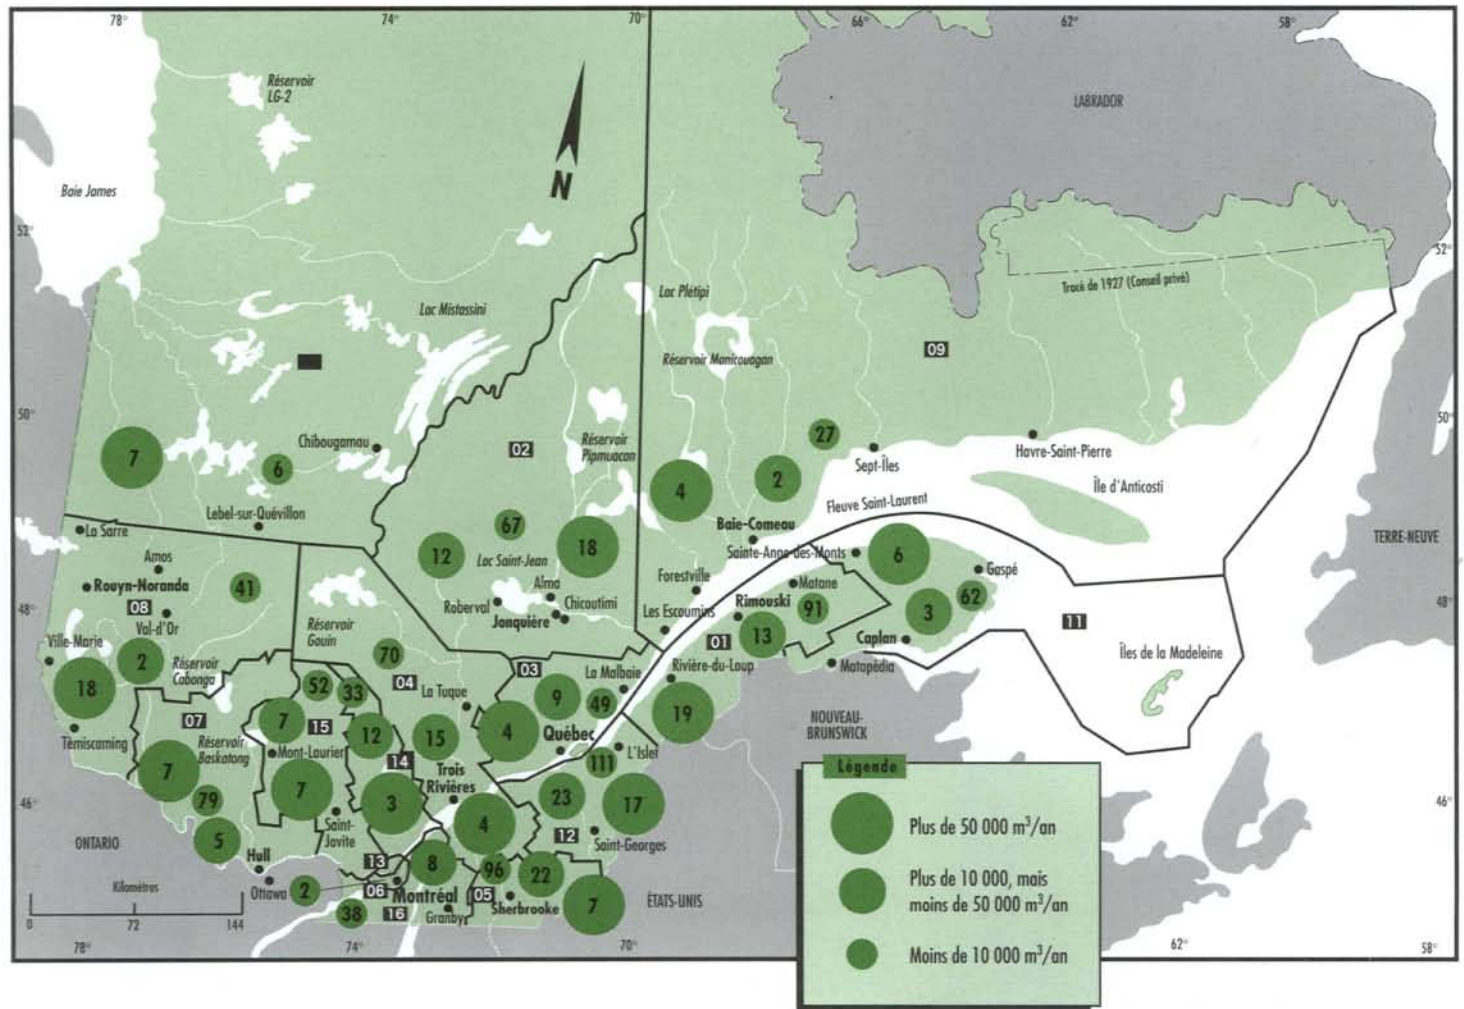 78°
74°
70°
66°
62°
58°
Réservoir
LG-2
LABRADOR
Baie James
N
52°
52°
Lac Plétipi
Tracé de 1927 (Conseil privé)
Lac Mistassini
Réservoir Manicouagan
09
50°
50°
Chibougamau
02
Réservoir
Pipmuacan
27
Sept-Îles
Havre-Saint-Pierre
7
6
4
2
Île d'Anticosti
Fleuve Saint-Laurent
Lebel-sur-Quévillon
67
Baie-Comeau
La Sarre
12
Lac Saint-Jean
18
Sainte-Anne-des-Monts
6
TERRE-NEUVE
Amos
Rouyn-Noranda
41
Alma
Forestville
Matane
Gaspé
62
48°
08
Val-d'Or
Roberval
Chicoutimi
Jonquière
Les Escoumins
Rimouski
91
3
48°
Réservoir
Gouin
01
13
Caplan
11
Ville-Marie
2
Réservoir
Cabonga
70
03
La Malbaie
Rivière-du-Loup
Matapédia
Îles de la Madeleine
18
52
33
04
La Tuque
9
49
19
NOUVEAU-
BRUNSWICK
07
7
15
12
15
4
Québec
Témiscaming
Réservoir
Baskatong
Mont-Laurier
14
Trois
Rivières
111
L'Islet
7
7
3
23
17
79
46°
46°
Saint-
Jovite
4
12
Saint-Georges
ONTARIO
5
Hull
Ottawa
13
8
96
22
Kilomètres
2
06
Montréal
05
Sherbrooke
7
ÉTATS-UNIS
38
16
Granby
0
72
144
78°
74°
70°
62°
58°
Légende
Plus de 50 000 m³/an
Plus de 10 000, mais
moins de 50 000 m³/an
Moins de 10 000 m³/an